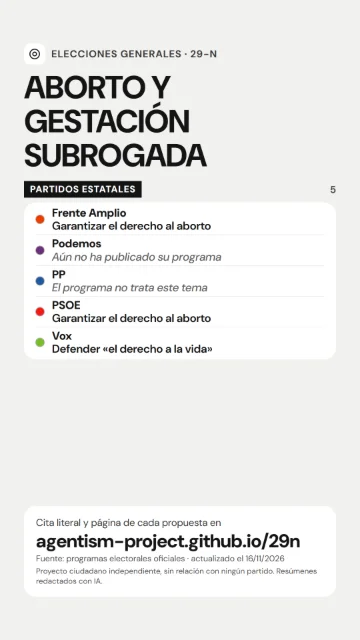 ELECCIONES GENERALES · 29-N
ABORTO Y
GESTACIÓN
SUBROGADA
PARTIDOS ESTATALES 5
Frente Amplio
Garantizar el derecho al aborto
Podemos
Aún no ha publicado su programa
PP
El programa no trata este tema
PSOE
Garantizar el derecho al aborto
Vox
Defender «el derecho a la vida»
Cita literal y página de cada propuesta en
agentism-project.github.io/29n
Fuente: programas electorales oficiales · actualizado el 16/11/2026
Proyecto ciudadano independiente, sin relación con ningún partido. Resúmenes
redactados con IA.